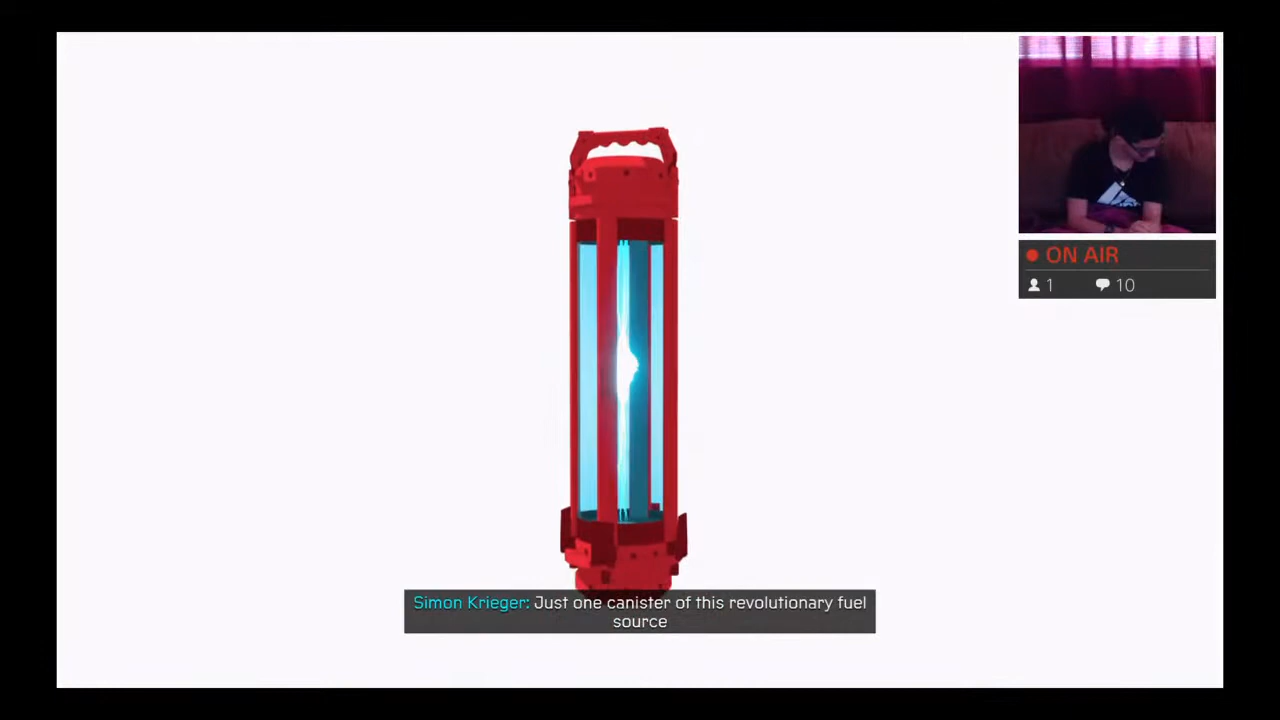 ON AIR
1 10
Simon Krieger: Just one canister of this revolutionary fuel
source